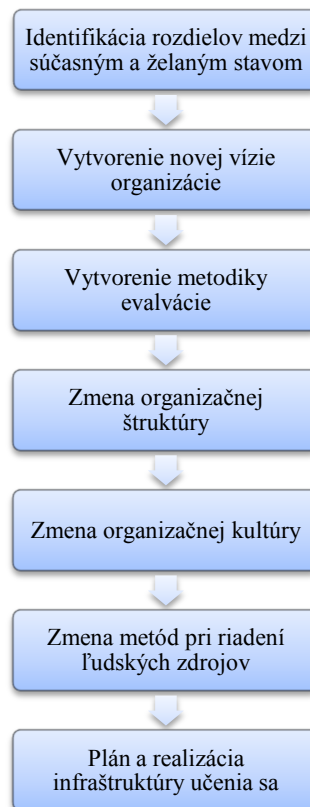 Identifikácia rozdielov medzi
súčasným a želaným stavom
Vytvorenie novej vízie
organizácie
Vytvorenie metodiky
evalvácie
Zmena organizačnej
štruktúry
Zmena organizačnej kultúry
Zmena metód pri riadení
ľudských zdrojov
Plán a realizácia
infraštruktúry učenia sa